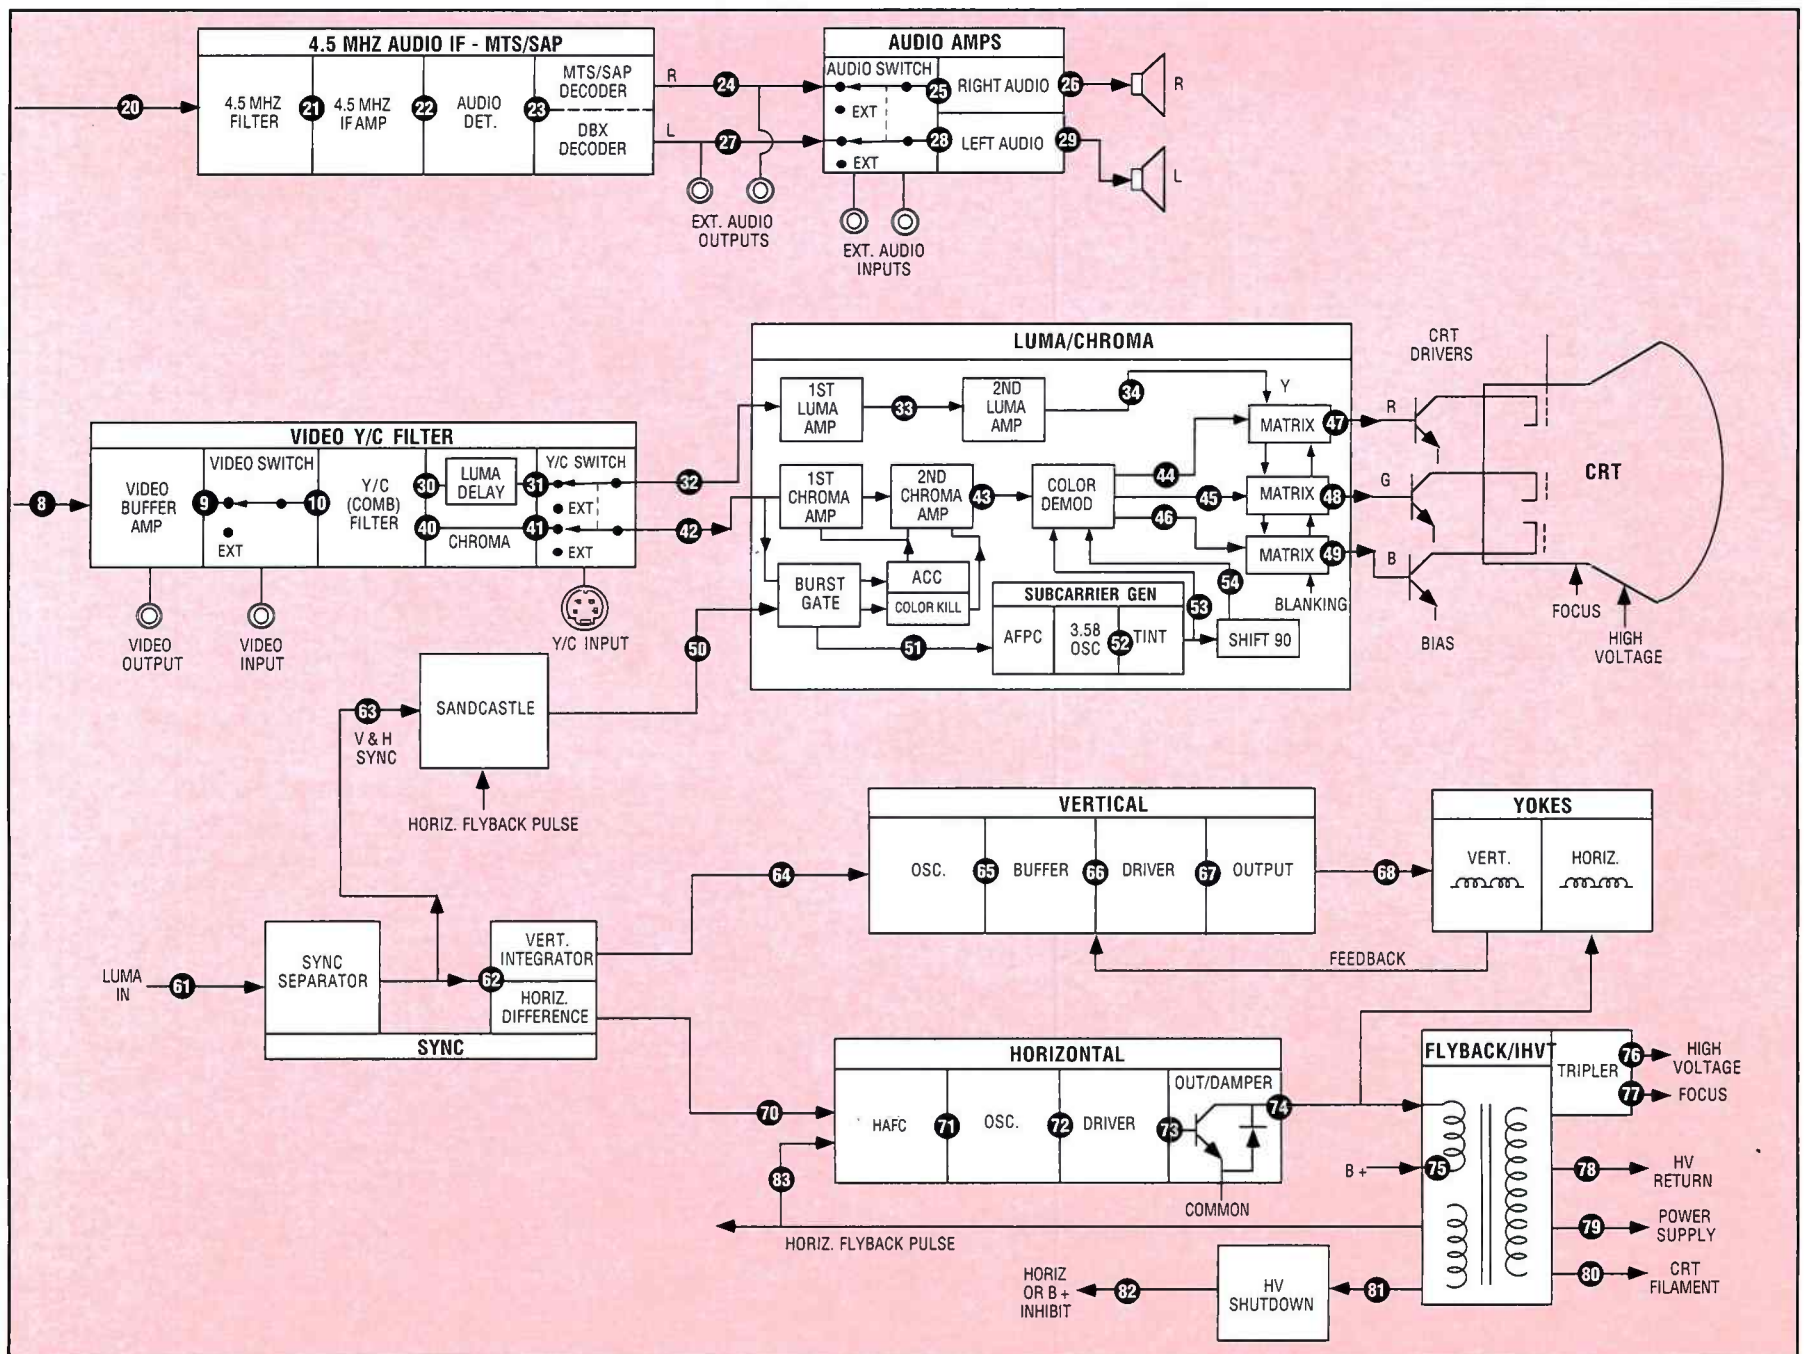 4.5 MHZ AUDIO IF - MTS/SAP
20
4.5 MHZ
FILTER
21
4.5 MHZ
IF AMP
22
AUDIO
DET.
23
MTS/SAP
DECODER
DBX
DECODER
R
24
L
27
EXT. AUDIO
OUTPUTS
AUDIO AMPS
AUDIO SWITCH
EXT
EXT
25
RIGHT AUDIO
26
R
28
LEFT AUDIO
29
L
EXT. AUDIO
INPUTS
VIDEO Y/C FILTER
8
VIDEO
BUFFER
AMP
VIDEO SWITCH
9
10
EXT
Y/C
(COMB)
FILTER
30
LUMA
DELAY
31
40
CHROMA
41
Y/C SWITCH
EXT
EXT
32
42
VIDEO
OUTPUT
VIDEO
INPUT
Y/C INPUT
LUMA/CHROMA
1ST
LUMA
AMP
33
2ND
LUMA
AMP
34
Y
1ST
CHROMA
AMP
2ND
CHROMA
AMP
43
COLOR
DEMOD
44
45
46
MATRIX
47
MATRIX
48
MATRIX
49
BLANKING
BURST
GATE
ACC
COLOR KILL
50
51
SUBCARRIER GEN
AFPC
3.58
OSC
52
TINT
53
54
SHIFT 90
CRT
DRIVERS
R
G
B
BIAS
CRT
FOCUS
HIGH
VOLTAGE
63
V & H
SYNC
SANDCASTLE
HORIZ. FLYBACK PULSE
LUMA
IN
61
SYNC
SEPARATOR
62
VERT.
INTEGRATOR
HORIZ.
DIFFERENCE
SYNC
64
VERTICAL
OSC.
65
BUFFER
66
DRIVER
67
OUTPUT
68
FEEDBACK
YOKES
VERT.
HORIZ.
70
HORIZONTAL
HAFC
71
OSC.
72
DRIVER
73
OUT/DAMPER
74
COMMON
83
HORIZ. FLYBACK PULSE
FLYBACK/IHVT
TRIPLER
76
HIGH
VOLTAGE
77
FOCUS
B +
75
78
HV
RETURN
79
POWER
SUPPLY
80
CRT
FILAMENT
HORIZ
OR B +
INHIBIT
82
HV
SHUTDOWN
81